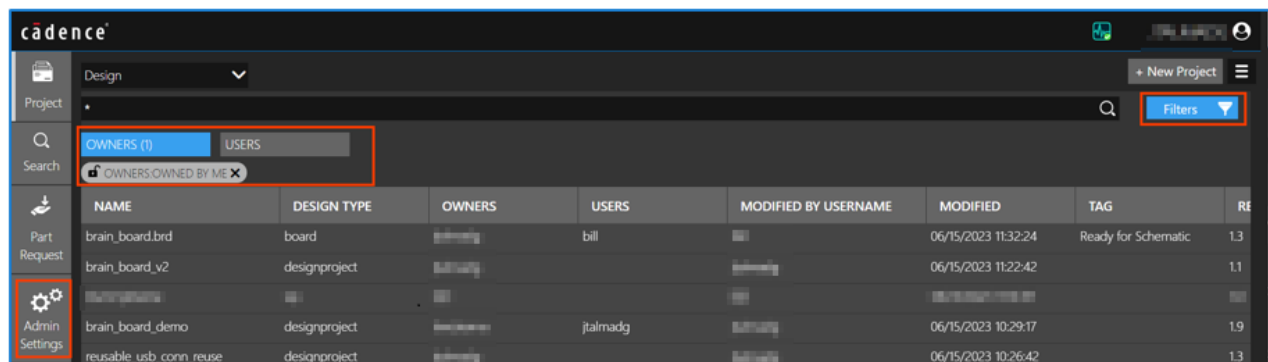 cādence®
Design
+ New Project
Project
*
Filters
OWNERS (1) USERS
Search
OWNERS:OWNED BY ME X
NAME DESIGN TYPE OWNERS USERS MODIFIED BY USERNAME MODIFIED TAG RE
Part Request
brain_board.brd board bill 06/15/2023 11:32:24 Ready for Schematic 1.3
brain_board_v2 designproject 06/15/2023 11:22:42 1.1
Admin Settings
brain_board_demo designproject jtalmadg 06/15/2023 10:29:17 1.9
reusable_usb_conn_reuse designproject 06/15/2023 10:26:42 1.3